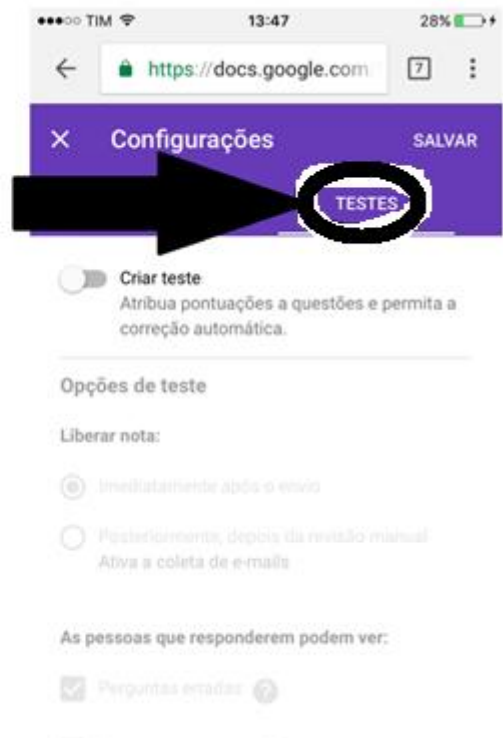 TIM 13:47 28%
https://docs.google.com 7
Configurações SALVAR
TESTES
Criar teste
Atribua pontuações a questões e permita a
correção automática.
Opções de teste
Liberar nota:
Imediatamente após o envio
Posteriormente, depois da revisão manual
Ativa a coleta de e-mails
As pessoas que responderem podem ver:
Perguntas erradas ?